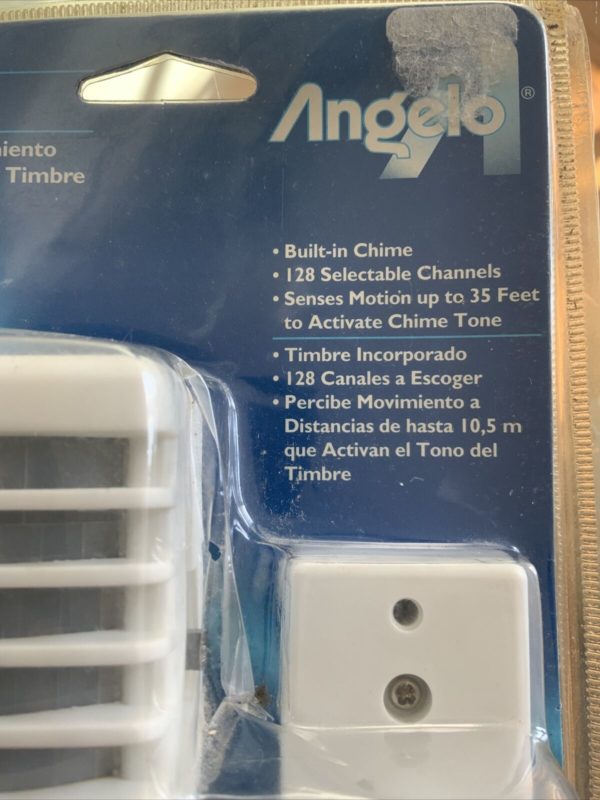 Angelo®
iento
Timbre
• Built-in Chime
• 128 Selectable Channels
• Senses Motion up to 35 Feet
to Activate Chime Tone
• Timbre Incorporado
• 128 Canales a Escoger
• Percibe Movimiento a
Distancias de hasta 10,5 m
que Activan el Tono del
Timbre